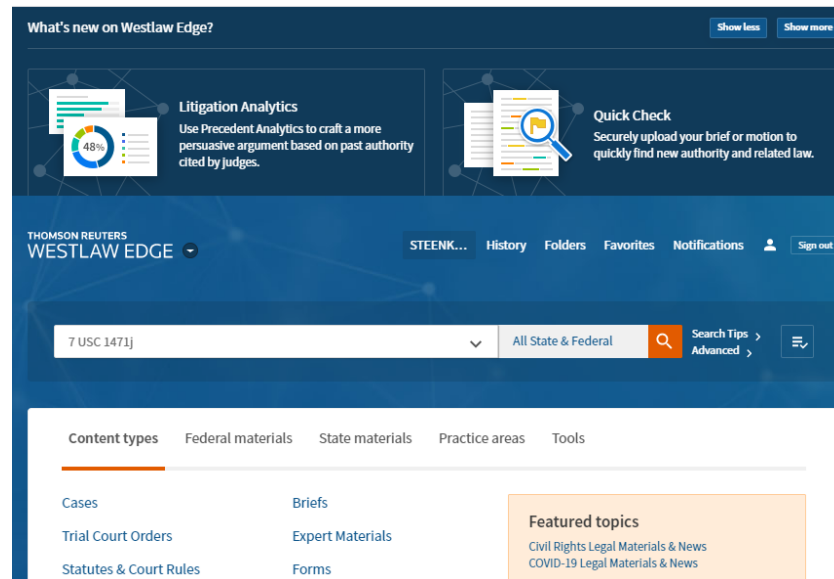 What's new on Westlaw Edge?
Show less
Show more
Litigation Analytics
Use Precedent Analytics to craft a more
persuasive argument based on past authority
cited by judges.
48%
Quick Check
Securely upload your brief or motion to
quickly find new authority and related law.
THOMSON REUTERS
WESTLAW EDGE
STEENK...
History
Folders
Favorites
Notifications
Sign out
7 USC 1471j
All State & Federal
Search Tips
Advanced
Content types
Federal materials
State materials
Practice areas
Tools
Cases
Briefs
Trial Court Orders
Expert Materials
Statutes & Court Rules
Forms
Featured topics
Civil Rights Legal Materials & News
COVID-19 Legal Materials & News